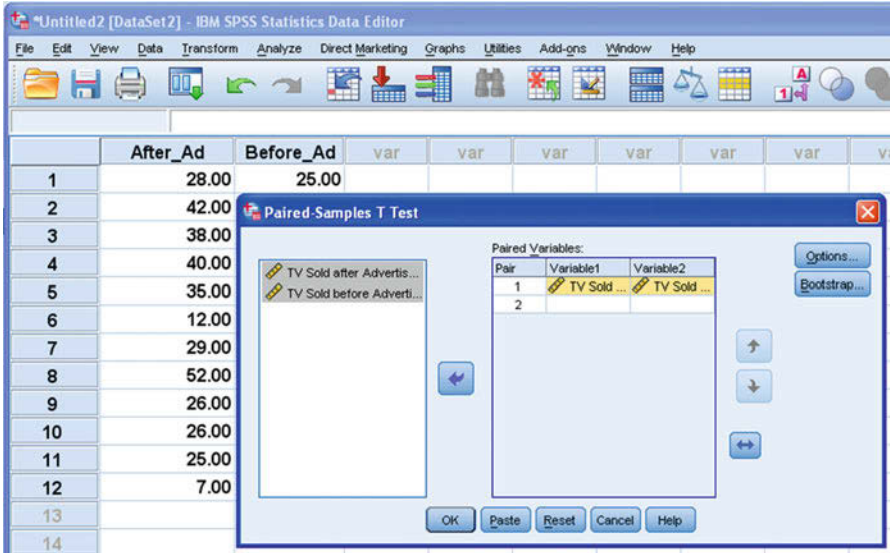 *Untitled2 [DataSet2] - IBM SPSS Statistics Data Editor
File Edit View Data Transform Analyze Direct Marketing Graphs Utilities Add-ons Window Help
After_Ad Before_Ad var var var var var var
1 28.00 25.00
2 42.00
3 38.00
4 40.00
5 35.00
6 12.00
7 29.00
8 52.00
9 26.00
10 26.00
11 25.00
12 7.00
13
14
Paired-Samples T Test
TV Sold after Advertis...
TV Sold before Adverti...
Paired Variables:
Pair Variable1 Variable2
1 TV Sold ... TV Sold ...
2
Options...
Bootstrap...
OK Paste Reset Cancel Help